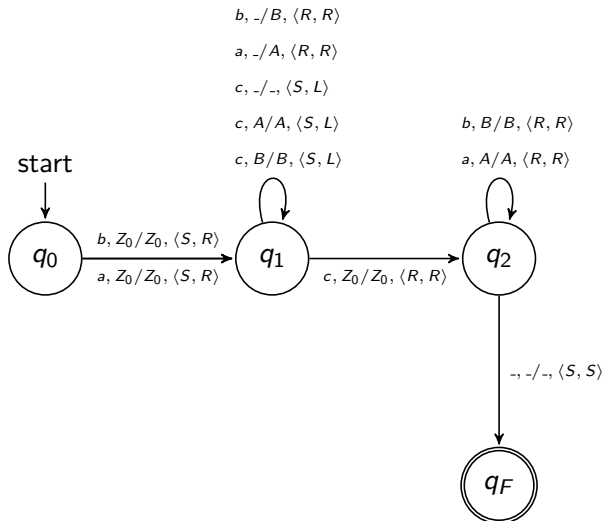 b, _/B, ⟨R, R⟩
a, _/A, ⟨R, R⟩
c, _/_, ⟨S, L⟩
c, A/A, ⟨S, L⟩
c, B/B, ⟨S, L⟩
b, B/B, ⟨R, R⟩
a, A/A, ⟨R, R⟩
start
q0
b, Z0/Z0, ⟨S, R⟩
a, Z0/Z0, ⟨S, R⟩
q1
c, Z0/Z0, ⟨R, R⟩
q2
_, _/_, ⟨S, S⟩
qF